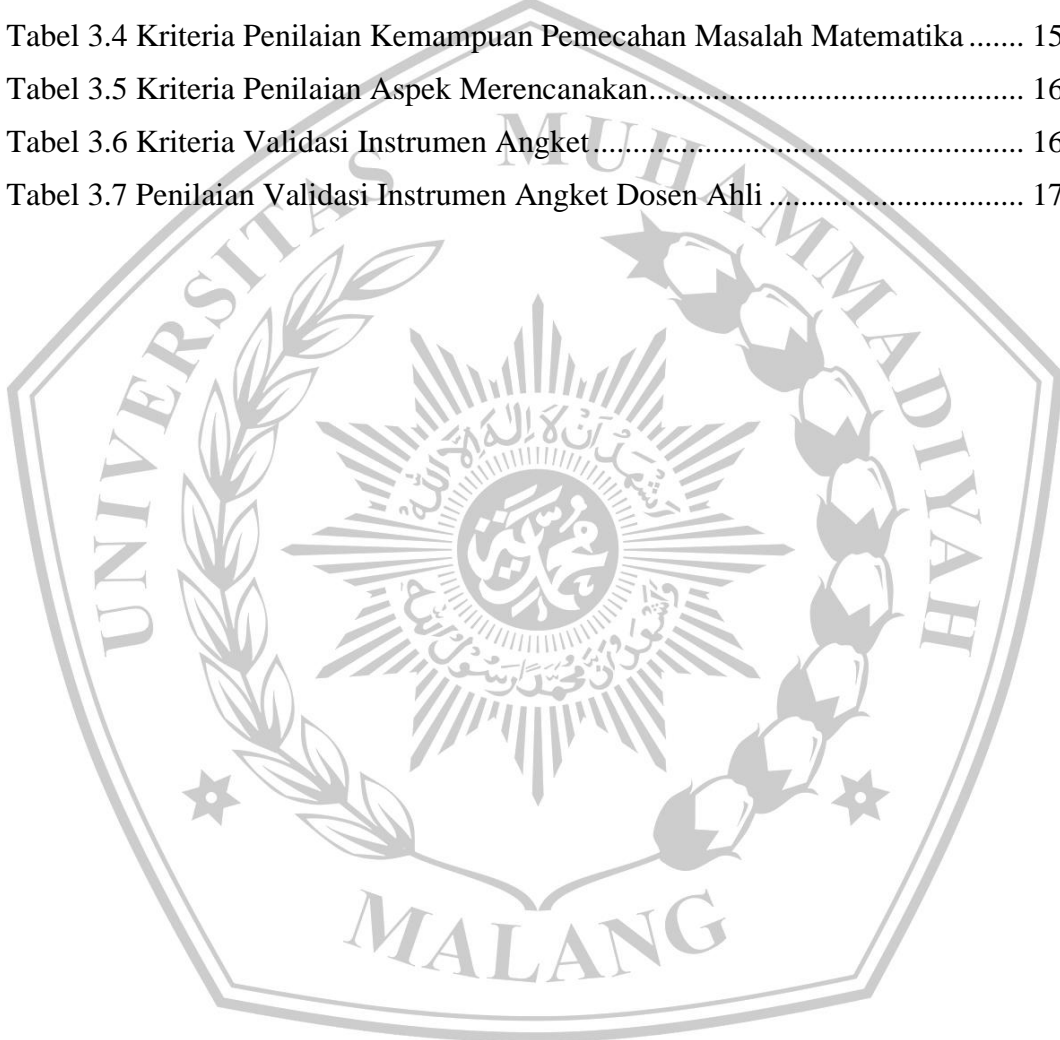 Tabel 3.4 Kriteria Penilaian Kemampuan Pemecahan Masalah Matematika ....... 15
Tabel 3.5 Kriteria Penilaian Aspek Merencanakan............................................ 16
Tabel 3.6 Kriteria Validasi Instrumen Angket.................................................... 16
Tabel 3.7 Penilaian Validasi Instrumen Angket Dosen Ahli .............................. 17
UNIVERSITAS MUHAMMADIYAH
MALANG